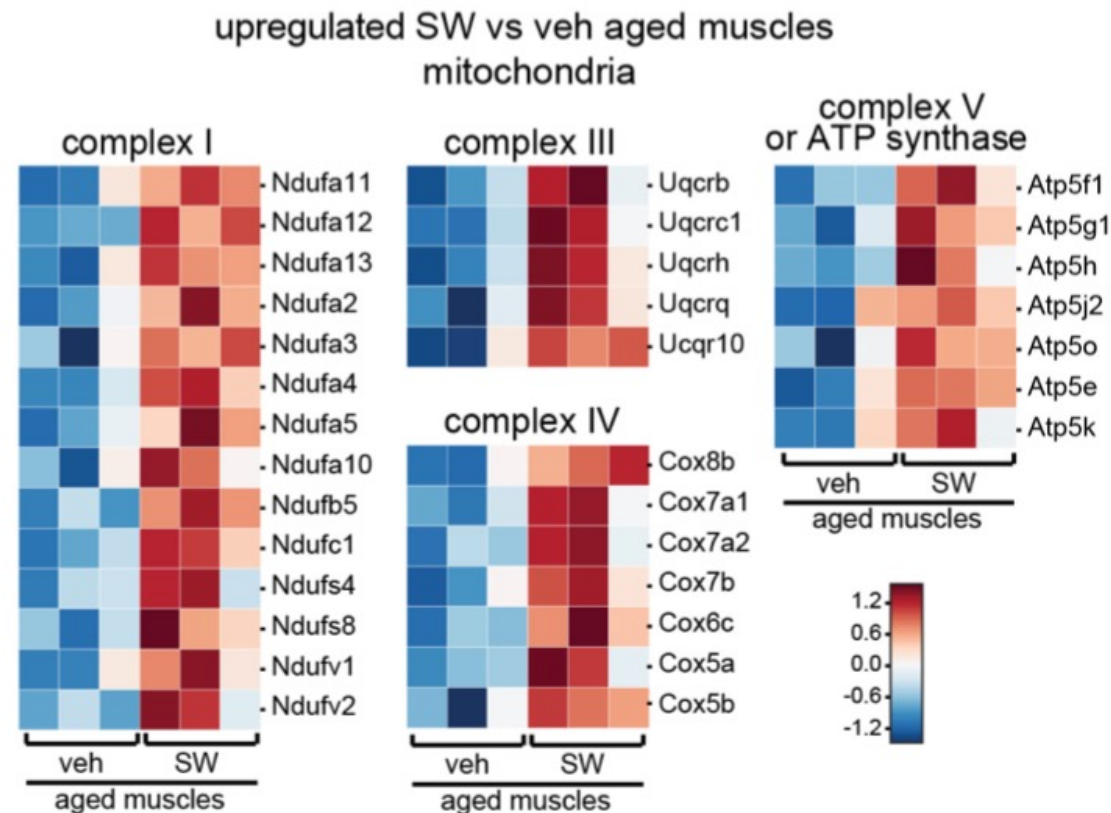 upregulated SW vs veh aged muscles
mitochondria
complex I
Ndufa11
Ndufa12
Ndufa13
Ndufa2
Ndufa3
Ndufa4
Ndufa5
Ndufa10
Ndufb5
Ndufc1
Ndufs4
Ndufs8
Ndufv1
Ndufv2
veh SW
aged muscles
complex III
Uqcrb
Uqcrc1
Uqcrh
Uqcrq
Ucqr10
complex IV
Cox8b
Cox7a1
Cox7a2
Cox7b
Cox6c
Cox5a
Cox5b
veh SW
aged muscles
complex V
or ATP synthase
Atp5f1
Atp5g1
Atp5h
Atp5j2
Atp5o
Atp5e
Atp5k
veh SW
aged muscles
1.2
0.6
0.0
-0.6
-1.2